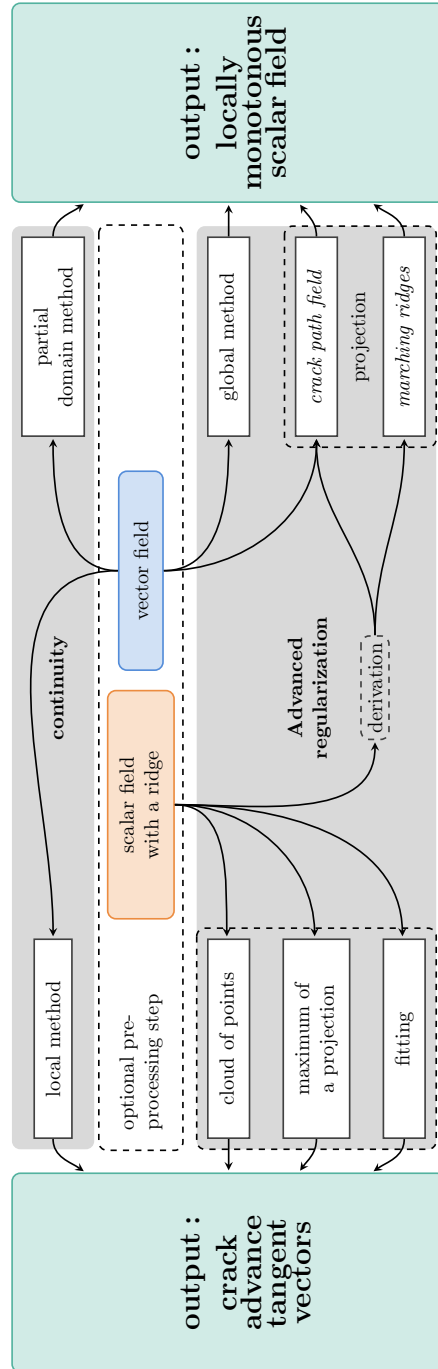 output :
crack
advance
tangent
vectors
local method
optional pre-
processing step
cloud of points
maximum of
a projection
fitting
continuity
scalar field
with a ridge
vector field
Advanced
regularization
derivation
partial
domain method
global method
crack path field
projection
marching ridges
output :
locally
monotonous
scalar field